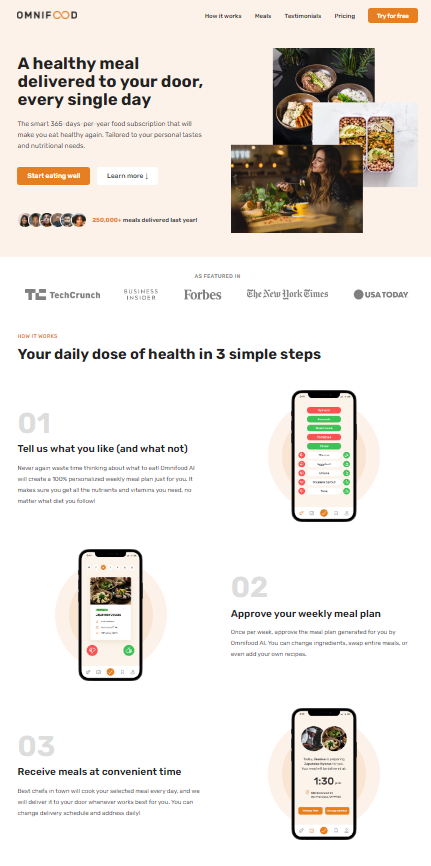 OMNIFOOD
How it works
Meals
Testimonials
Pricing
Try for free
A healthy meal
delivered to your door,
every single day
The smart 365-days-per-year food subscription that will
make you eat healthy again. Tailored to your personal tastes
and nutritional needs.
Start eating well
Learn more ↓
250,000+ meals delivered last year!
AS FEATURED IN
TechCrunch
BUSINESS
INSIDER
Forbes
The New York Times
USA TODAY
HOW IT WORKS
Your daily dose of health in 3 simple steps
01
Tell us what you like (and what not)
Never again waste time thinking about what to eat! Omnifood AI
will create a 100% personalized weekly meal plan just for you. It
makes sure you get all the nutrients and vitamins you need, no
matter what diet you follow!
02
Approve your weekly meal plan
Once per week, approve the meal plan generated for you by
Omnifood AI. You can change ingredients, swap entire meals, or
even add your own recipes.
03
Receive meals at convenient time
Best chefs in town will cook your selected meal every day, and we
will deliver it to your door whenever works best for you. You can
change delivery schedule and address daily!
1:30